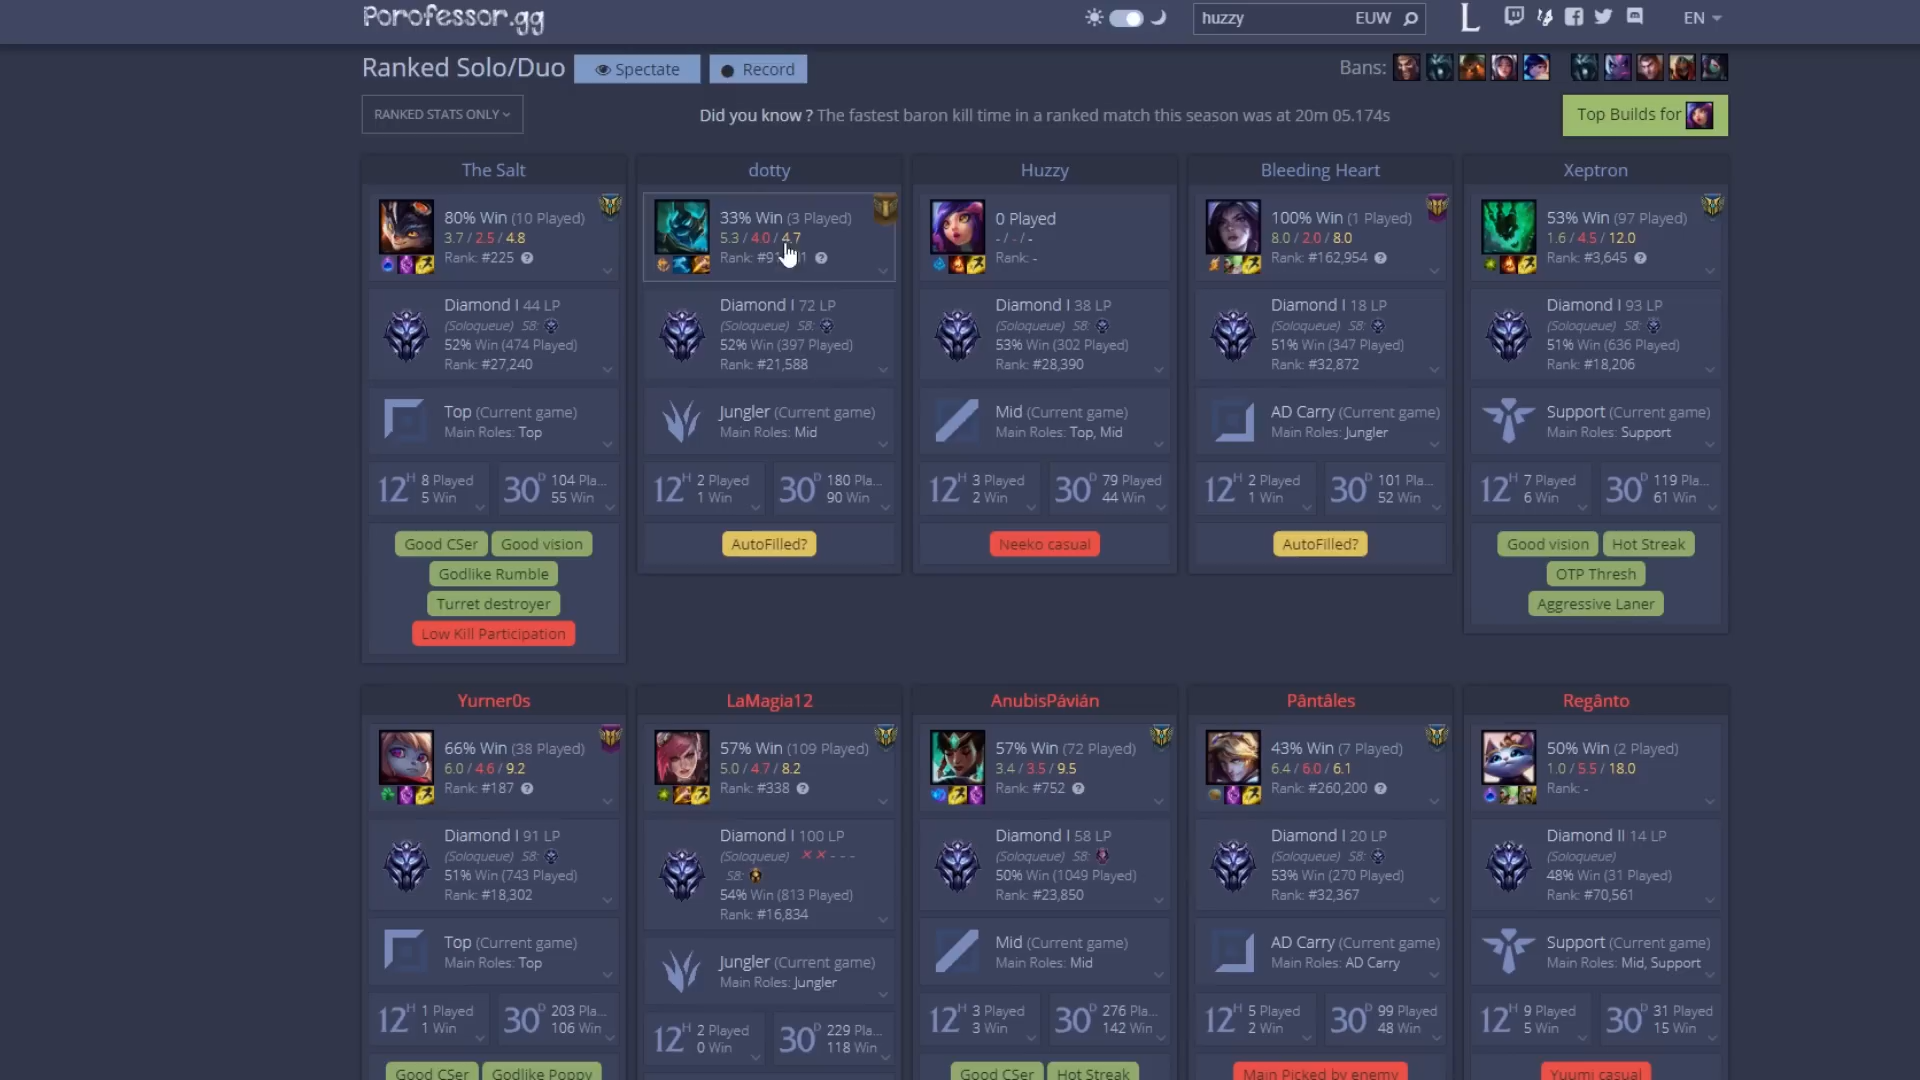 Porofessor.gg
huzzy EUW
EN
Ranked Solo/Duo Spectate Record
Bans:
RANKED STATS ONLY
Did you know ? The fastest baron kill time in a ranked match this season was at 20m 05.174s
Top Builds for
The Salt
80% Win (10 Played)
3.7 / 2.5 / 4.8
Rank: #225
Diamond I 44 LP
(Soloqueue) S8:
52% Win (474 Played)
Rank: #27,240
Top (Current game)
Main Roles: Top
12H 8 Played
5 Win
30D 104 Pla...
55 Win
Good CSer Good vision
Godlike Rumble
Turret destroyer
Low Kill Participation
dotty
33% Win (3 Played)
5.3 / 4.0 / 4.7
Rank:
Diamond I 72 LP
(Soloqueue) S8:
52% Win (397 Played)
Rank: #21,588
Jungler (Current game)
Main Roles: Mid
12H 2 Played
1 Win
30D 180 Pla...
90 Win
AutoFilled?
Huzzy
0 Played
- / - / -
Rank: -
Diamond I 38 LP
(Soloqueue) S8:
53% Win (302 Played)
Rank: #28,390
Mid (Current game)
Main Roles: Top, Mid
12H 3 Played
2 Win
30D 79 Played
44 Win
Neeko casual
Bleeding Heart
100% Win (1 Played)
8.0 / 2.0 / 8.0
Rank: #162,954
Diamond I 18 LP
(Soloqueue) S8:
51% Win (347 Played)
Rank: #32,872
AD Carry (Current game)
Main Roles: Jungler
12H 2 Played
1 Win
30D 101 Pla...
52 Win
AutoFilled?
Xeptron
53% Win (97 Played)
1.6 / 4.5 / 12.0
Rank: #3,645
Diamond I 93 LP
(Soloqueue) S8:
51% Win (636 Played)
Rank: #18,206
Support (Current game)
Main Roles: Support
12H 7 Played
6 Win
30D 119 Pla...
61 Win
Good vision Hot Streak
OTP Thresh
Aggressive Laner
Yurner0s
66% Win (38 Played)
6.0 / 4.6 / 9.2
Rank: #187
Diamond I 91 LP
(Soloqueue) S8:
51% Win (743 Played)
Rank: #18,302
Top (Current game)
Main Roles: Top
12H 1 Played
1 Win
30D 203 Pla...
106 Win
Good CSer Godlike Poppy
LaMagia12
57% Win (109 Played)
5.0 / 4.7 / 8.2
Rank: #338
Diamond I 100 LP
(Soloqueue) × × - - -
S8:
54% Win (813 Played)
Rank: #16,834
Jungler (Current game)
Main Roles: Jungler
12H 2 Played
0 Win
30D 229 Pla...
118 Win
AnubisPávián
57% Win (72 Played)
3.4 / 3.5 / 9.5
Rank: #752
Diamond I 58 LP
(Soloqueue) S8:
50% Win (1049 Played)
Rank: #23,850
Mid (Current game)
Main Roles: Mid
12H 3 Played
3 Win
30D 276 Pla...
142 Win
Good CSer Hot Streak
Pântâles
43% Win (7 Played)
6.4 / 6.0 / 6.1
Rank: #260,200
Diamond I 20 LP
(Soloqueue) S8:
53% Win (270 Played)
Rank: #32,367
AD Carry (Current game)
Main Roles: AD Carry
12H 5 Played
2 Win
30D 99 Played
48 Win
Main Picked by enemy
Regânto
50% Win (2 Played)
1.0 / 5.5 / 18.0
Rank: -
Diamond II 14 LP
(Soloqueue)
48% Win (31 Played)
Rank: #70,561
Support (Current game)
Main Roles: Mid, Support
12H 9 Played
5 Win
30D 31 Played
15 Win
Yuumi casual